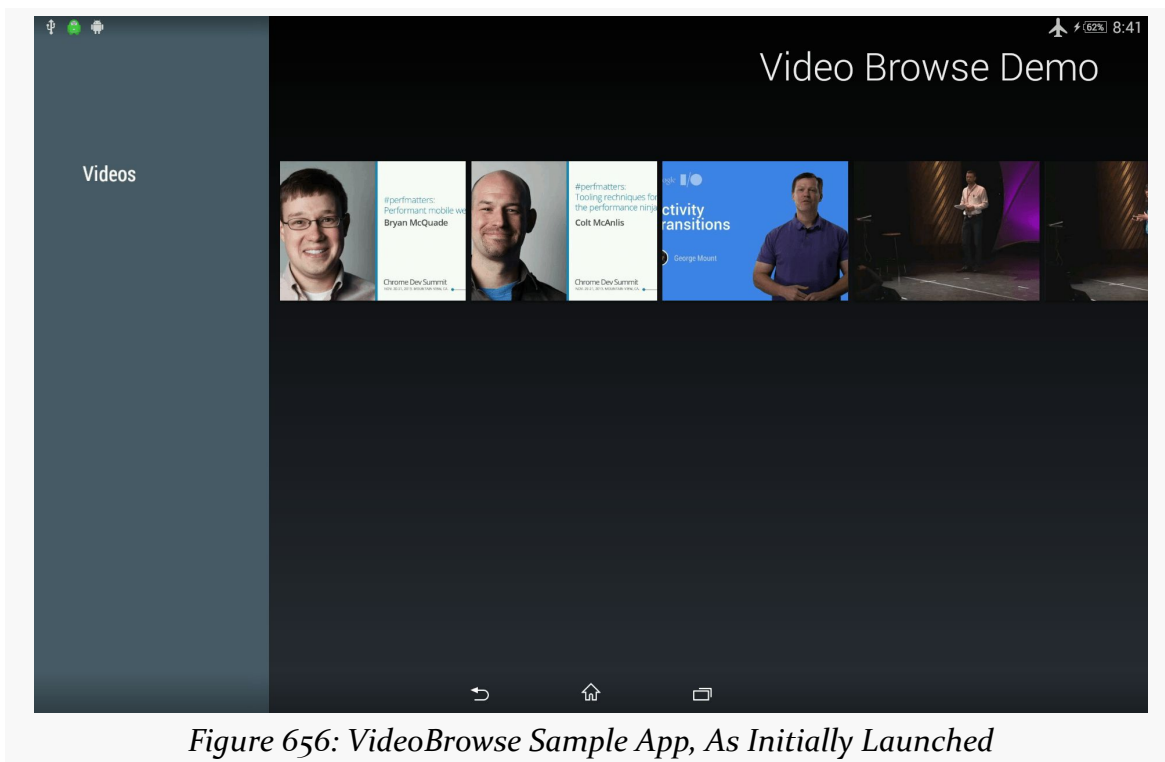 62% 8:41
Video Browse Demo
Videos
#perfmatters:
Performant mobile we
Bryan McQuade
Chrome Dev Summit
#perfmatters:
Tooling techniques for
the performance ninja
Colt McAnlis
Chrome Dev Summit
ogle I/O
ctivity
ransitions
George Mount
Figure 656: VideoBrowse Sample App, As Initially Launched